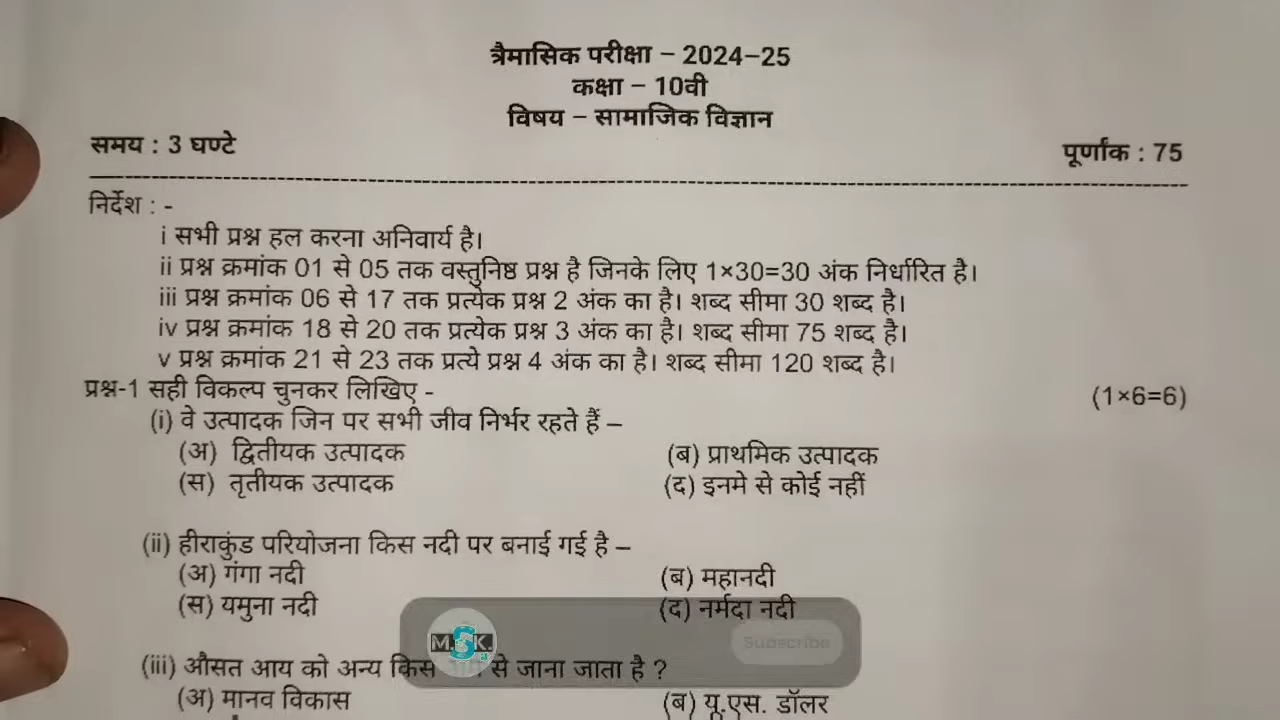 त्रैमासिक परीक्षा – 2024–25
कक्षा – 10वी
विषय – सामाजिक विज्ञान
समय : 3 घण्टे पूर्णांक : 75
निर्देश : -
i सभी प्रश्न हल करना अनिवार्य है।
ii प्रश्न क्रमांक 01 से 05 तक वस्तुनिष्ठ प्रश्न है जिनके लिए 1×30=30 अंक निर्धारित है।
iii प्रश्न क्रमांक 06 से 17 तक प्रत्येक प्रश्न 2 अंक का है। शब्द सीमा 30 शब्द है।
iv प्रश्न क्रमांक 18 से 20 तक प्रत्येक प्रश्न 3 अंक का है। शब्द सीमा 75 शब्द है।
v प्रश्न क्रमांक 21 से 23 तक प्रत्ये प्रश्न 4 अंक का है। शब्द सीमा 120 शब्द है।
प्रश्न-1 सही विकल्प चुनकर लिखिए - (1×6=6)
(i) वे उत्पादक जिन पर सभी जीव निर्भर रहते हैं –
(अ) द्वितीयक उत्पादक (ब) प्राथमिक उत्पादक
(स) तृतीयक उत्पादक (द) इनमे से कोई नहीं
(ii) हीराकुंड परियोजना किस नदी पर बनाई गई है –
(अ) गंगा नदी (ब) महानदी
(स) यमुना नदी (द) नर्मदा नदी
M.S.K. Subscribe
(iii) औसत आय को अन्य किस से जाना जाता है ?
(अ) मानव विकास (ब) यू.एस. डॉलर